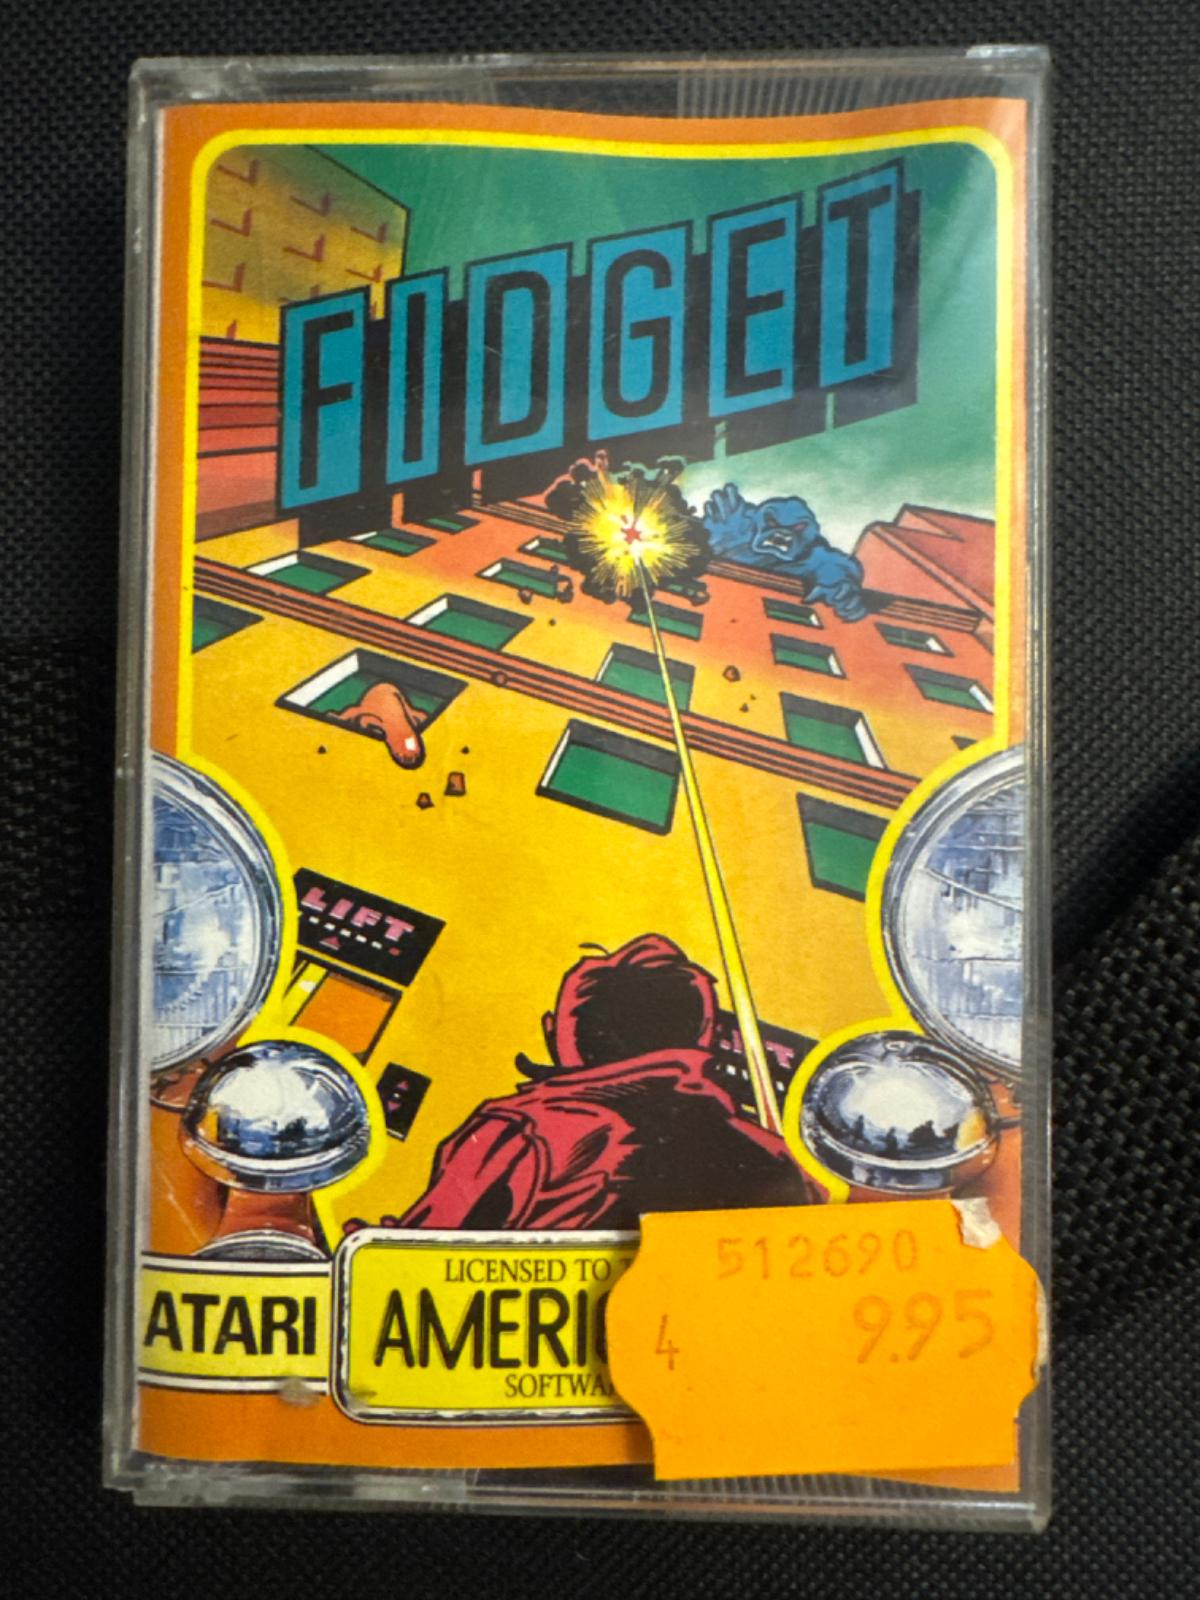 FIDGET
LIFT
ATARI
LICENSED TO
AMERIC
SOFTWA
512690
4
9.95